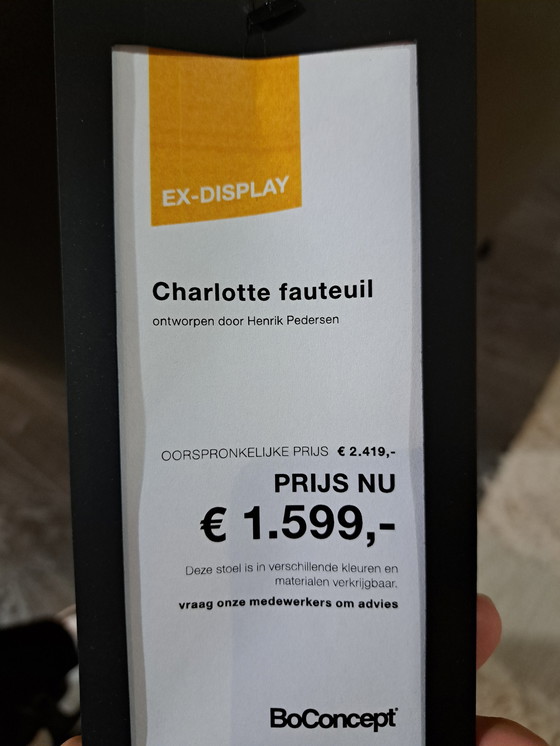 EX-DISPLAY
Charlotte fauteuil
ontworpen door Henrik Pedersen
OORSPRONKELIJKE PRIJS € 2.419,-
PRIJS NU
€ 1.599,-
Deze stoel is in verschillende kleuren en
materialen verkrijgbaar.
vraag onze medewerkers om advies
BoConcept